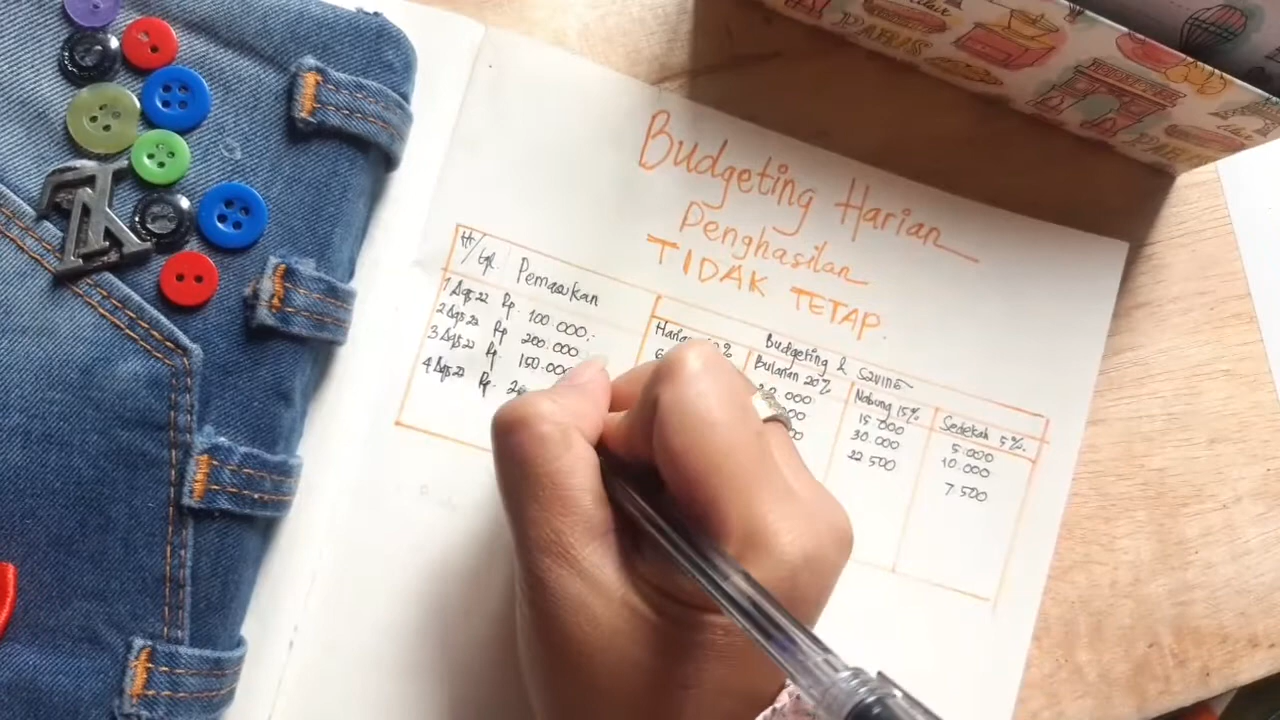 Budgeting Harian
Penghasilan
TIDAK TETAP
Hr/Tgl. Pemasukan Budgeting & saving
Bulanan 20% Nabung 15% Sedekah 5%.
1 Ags 22 Rp. 100.000,- 15.000 5.000
2 Ags 22 Rp 200.000 30.000 10.000
3 Ags 22 Rp. 150.000 22.500 7.500
4 Ags 22 Rp.
PARIS